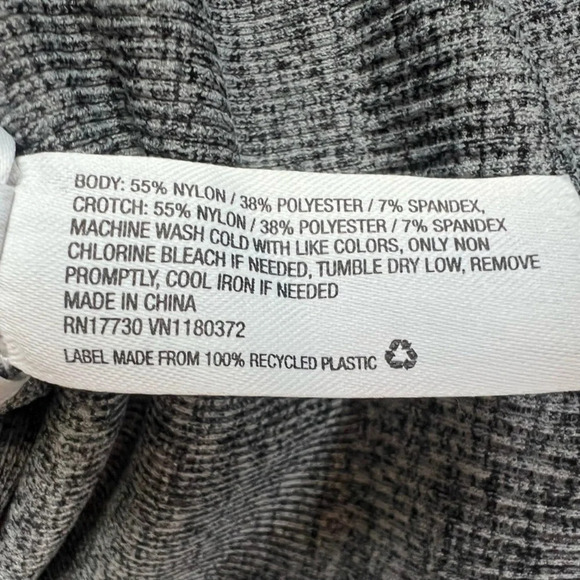 BODY: 55% NYLON / 38% POLYESTER / 7% SPANDEX,
CROTCH: 55% NYLON / 38% POLYESTER / 7% SPANDEX
MACHINE WASH COLD WITH LIKE COLORS, ONLY NON
CHLORINE BLEACH IF NEEDED, TUMBLE DRY LOW, REMOVE
PROMPTLY, COOL IRON IF NEEDED
MADE IN CHINA
RN17730 VN1180372
LABEL MADE FROM 100% RECYCLED PLASTIC